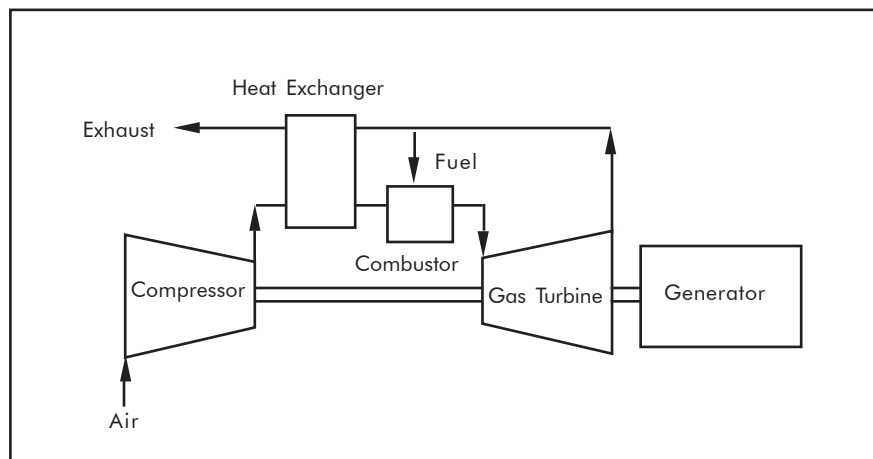 Heat Exchanger
Exhaust
Fuel
Combustor
Compressor
Gas Turbine
Generator
Air